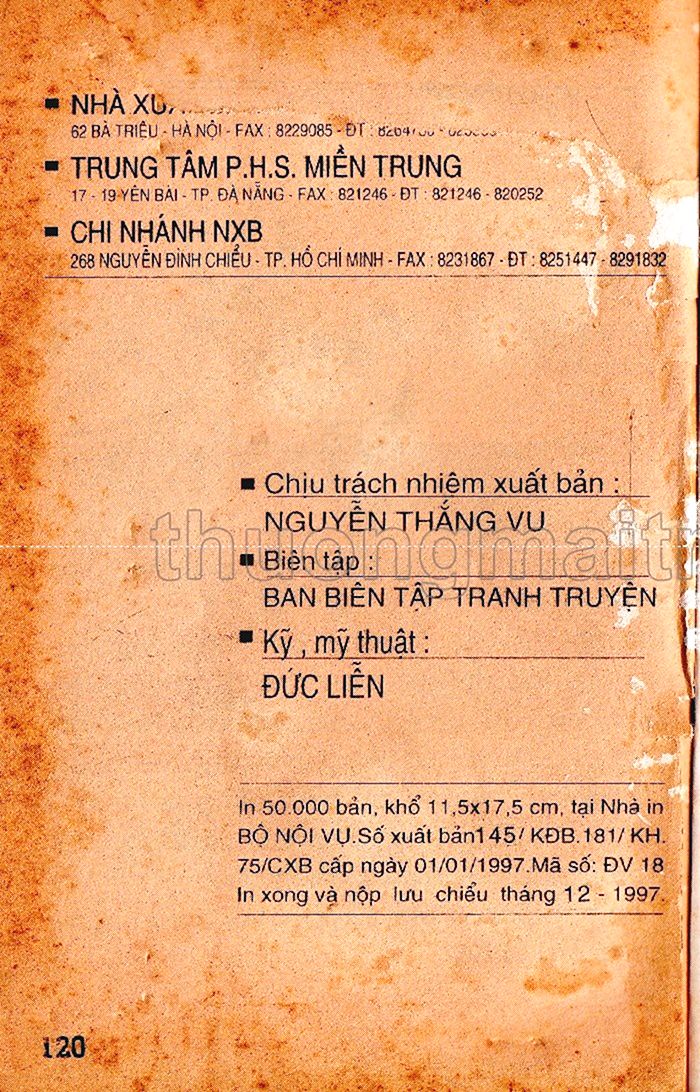 ▪ NHÀ
62 BÀ TRIỆU - HÀ NỘI - FAX : 8229085 - ĐT :
▪ TRUNG TÂM P.H.S. MIỀN TRUNG
17 - 19 YÊN BÁI - TP. ĐÀ NẴNG - FAX : 821246 - ĐT : 821246 - 820252
▪ CHI NHÁNH NXB
268 NGUYỄN ĐÌNH CHIỂU - TP. HỒ CHÍ MINH - FAX : 8231867 - ĐT : 8251447 - 8291832
▪ Chịu trách nhiệm xuất bản :
NGUYỄN THẮNG VU
thuongmaitr
▪ Biên tập :
BAN BIÊN TẬP TRANH TRUYỆN
▪ Kỹ , mỹ thuật :
ĐỨC LIỄN
In 50.000 bản, khổ 11,5x17,5 cm, tại Nhà in
BỘ NỘI VỤ.Số xuất bản145/ KĐB.181/ KH.
75/CXB cấp ngày 01/01/1997.Mã số: ĐV 18
In xong và nộp lưu chiểu tháng 12 - 1997.
120